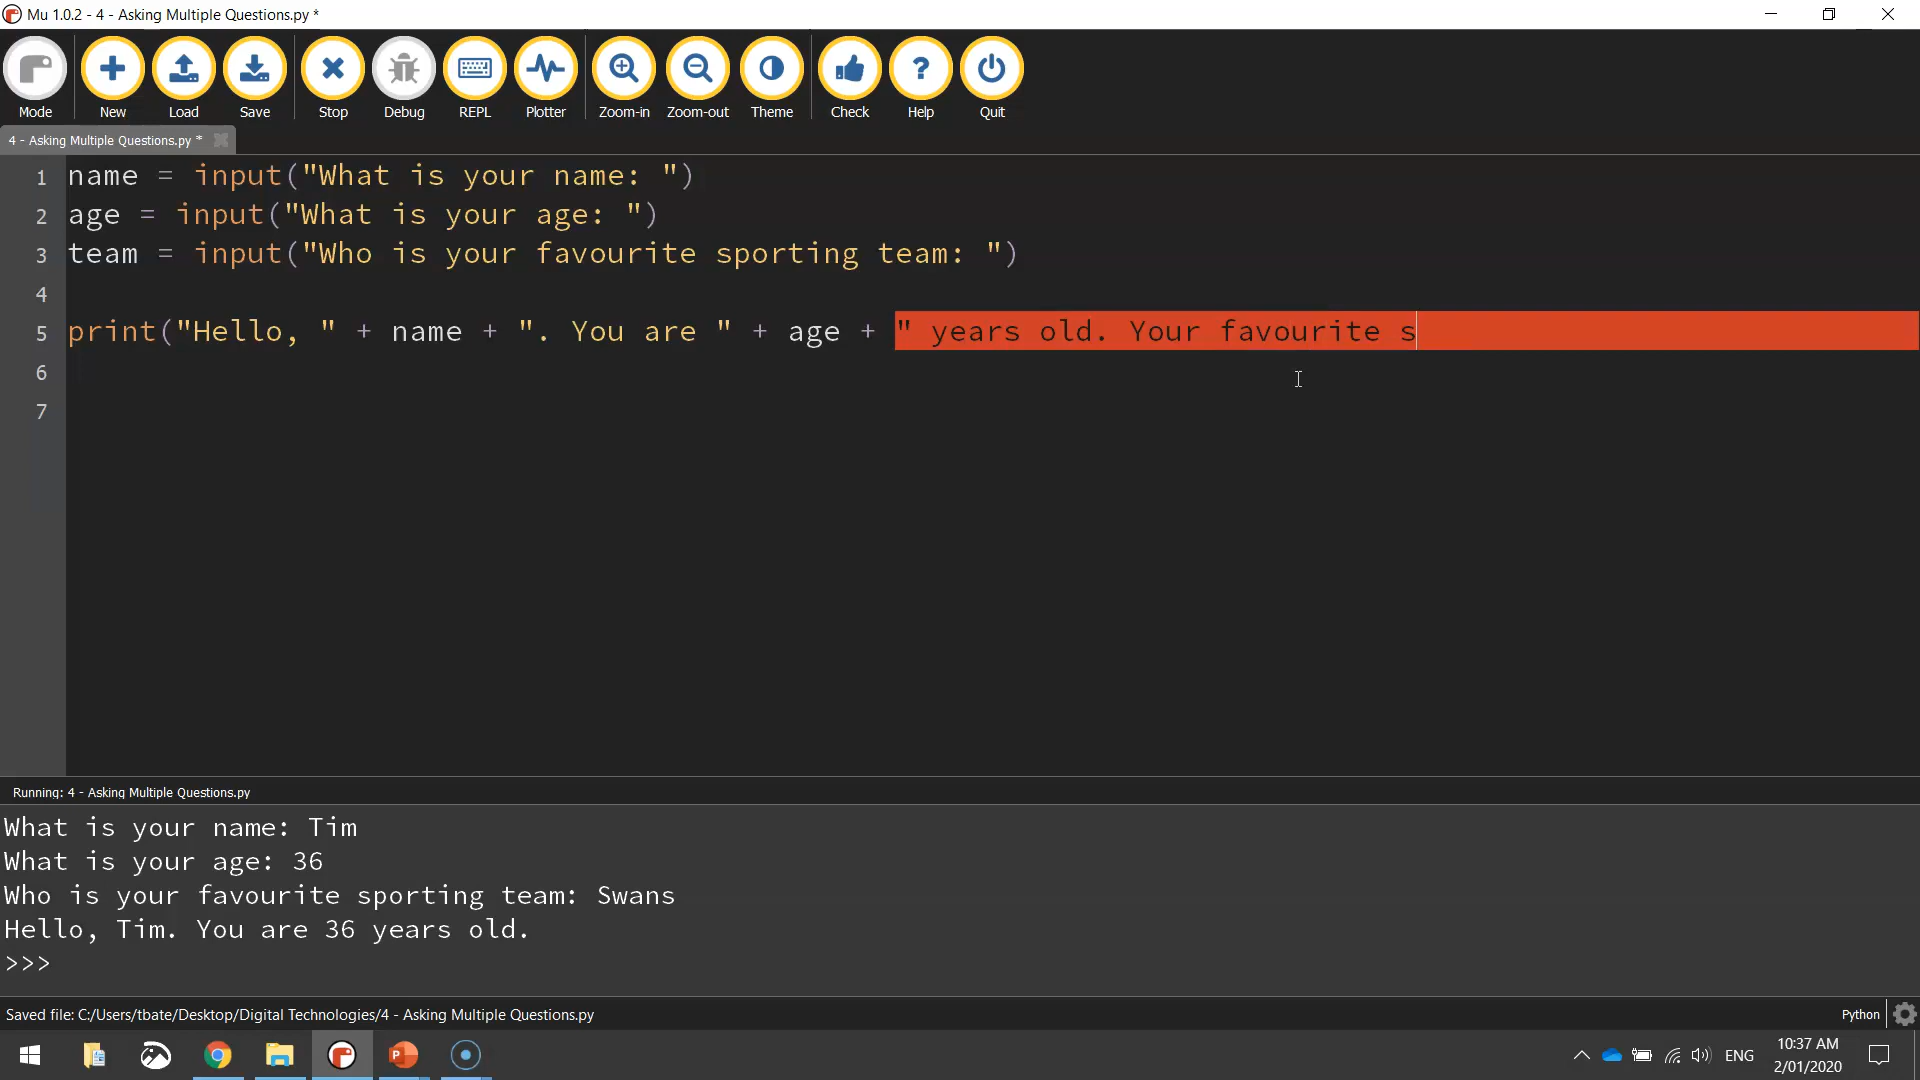 Mu 1.0.2 - 4 - Asking Multiple Questions.py *
Mode New Load Save Stop Debug REPL Plotter Zoom-in Zoom-out Theme Check Help Quit
4 - Asking Multiple Questions.py *
1 name = input("What is your name: ")
2 age = input("What is your age: ")
3 team = input("Who is your favourite sporting team: ")
4
5 print("Hello, " + name + ". You are " + age + " years old. Your favourite s
6
7
Running: 4 - Asking Multiple Questions.py
What is your name: Tim
What is your age: 36
Who is your favourite sporting team: Swans
Hello, Tim. You are 36 years old.
>>>
Saved file: C:/Users/tbate/Desktop/Digital Technologies/4 - Asking Multiple Questions.py
Python
ENG
10:37 AM
2/01/2020